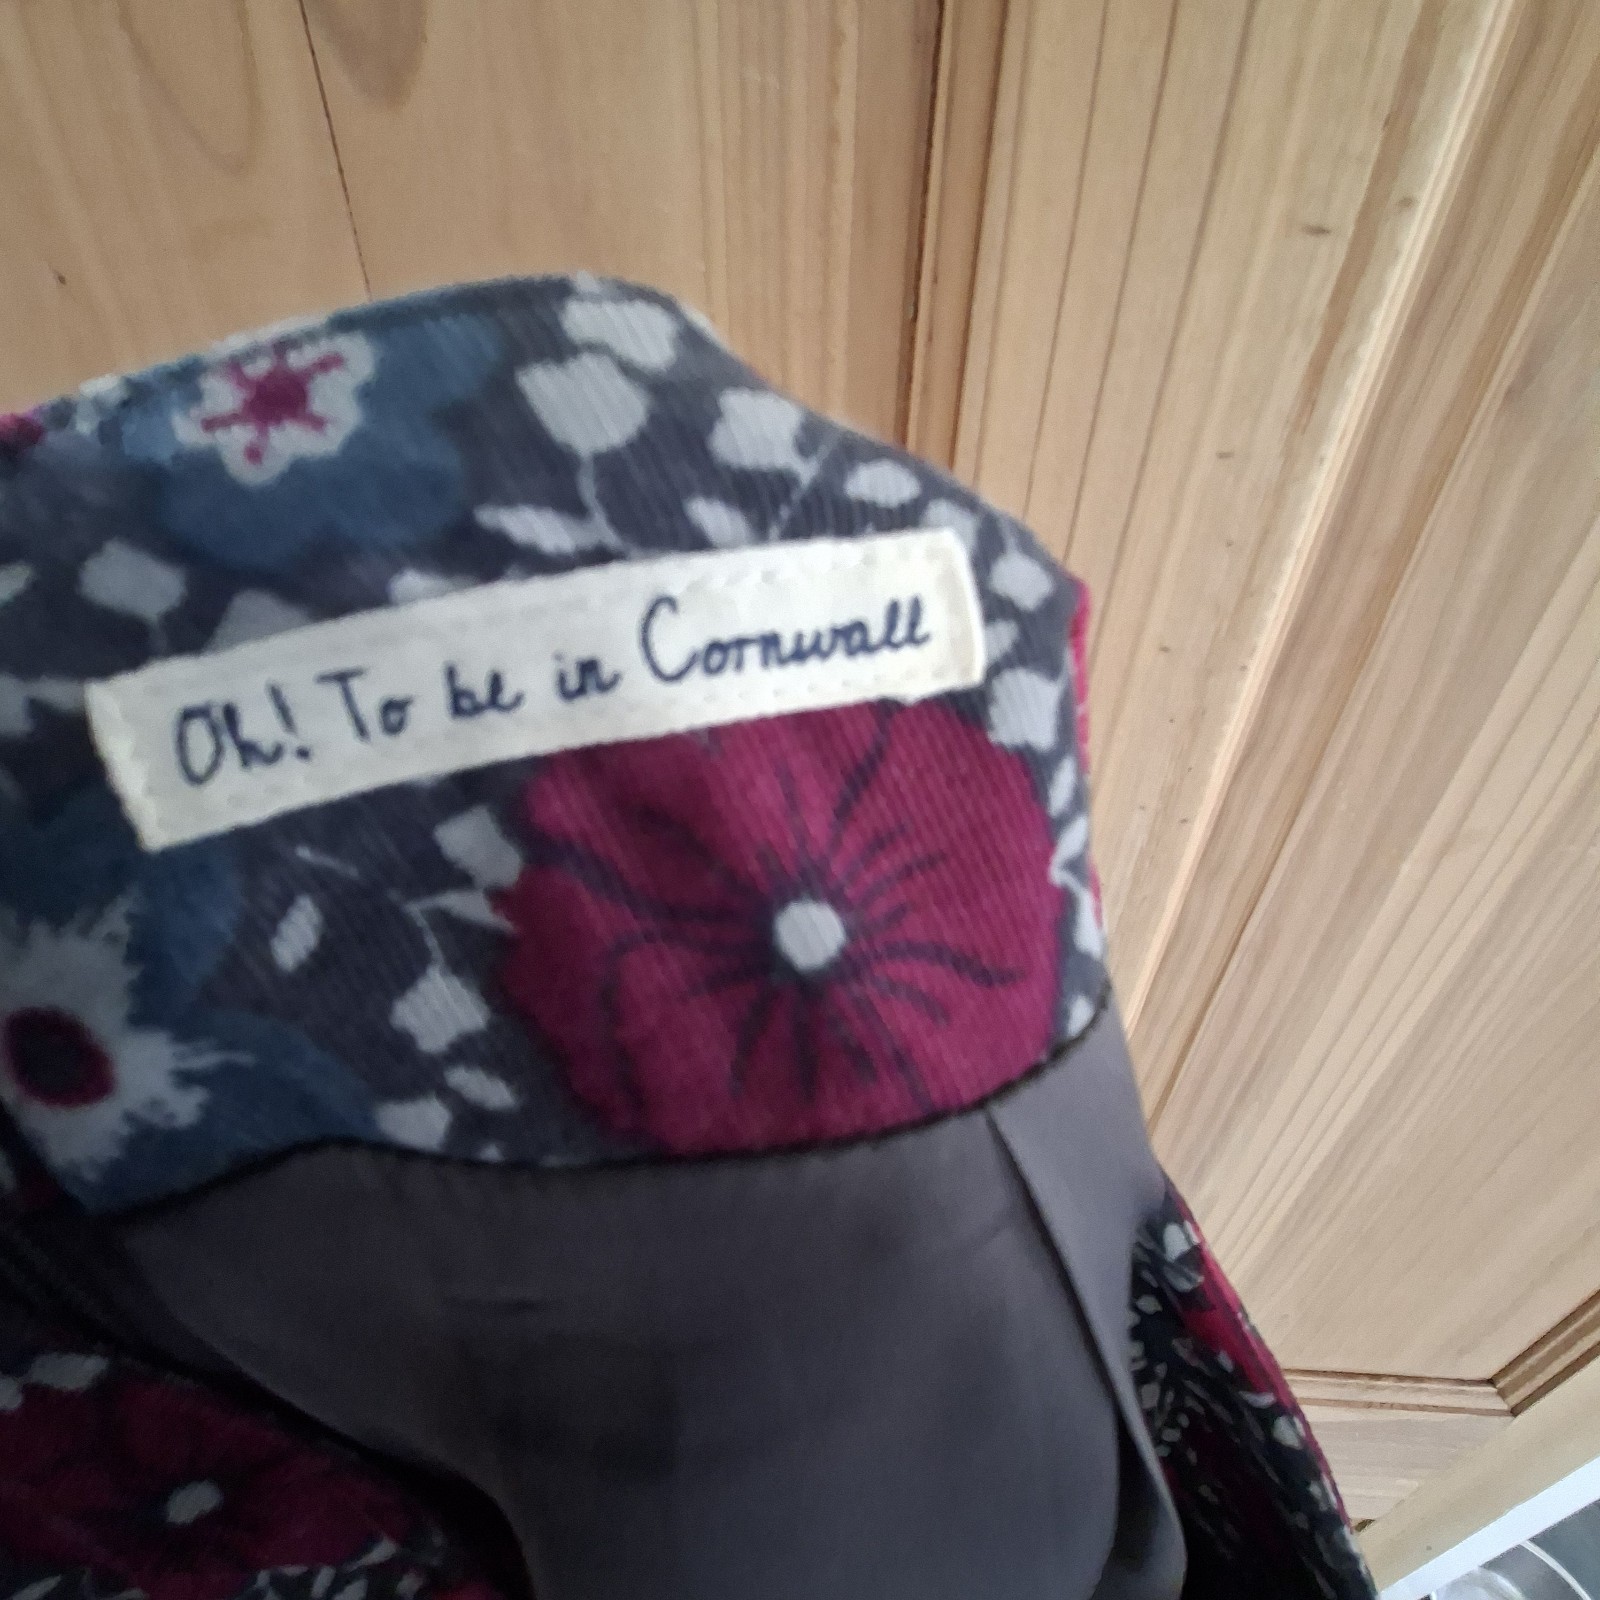 Oh! To be in Cornwall